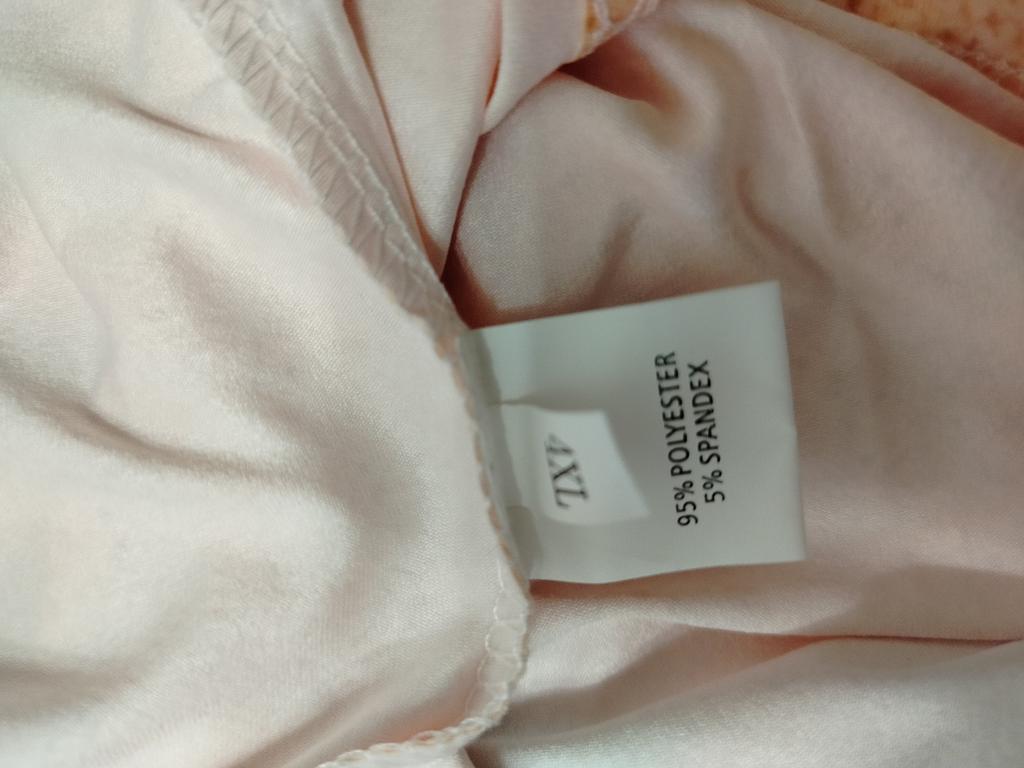 4XL
95% POLYESTER
5% SPANDEX